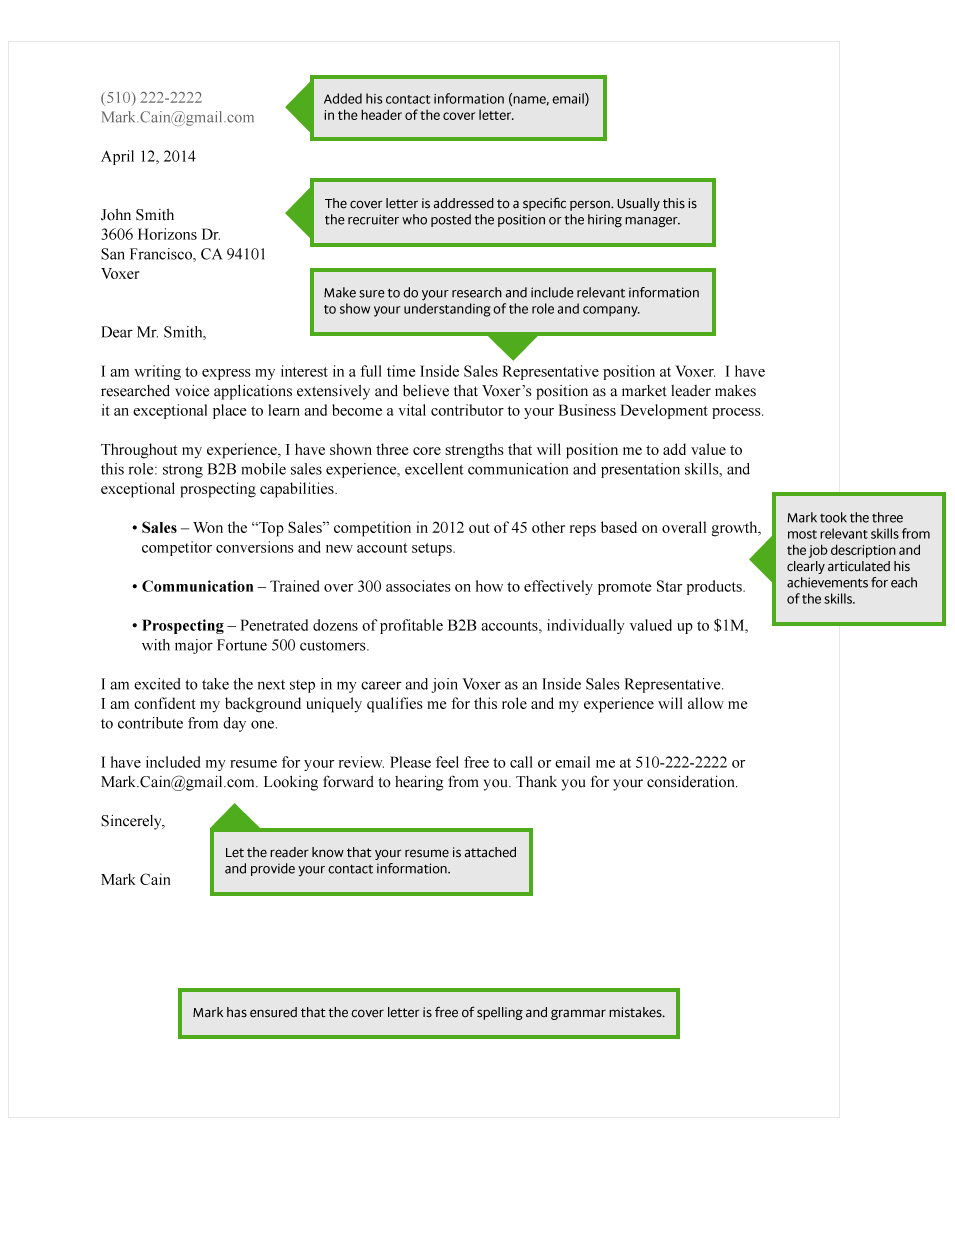 (510) 222-2222
Mark.Cain@gmail.com
Added his contact information (name, email)
in the header of the cover letter.
April 12, 2014
The cover letter is addressed to a specific person. Usually this is
the recruiter who posted the position or the hiring manager.
John Smith
3606 Horizons Dr.
San Francisco, CA 94101
Voxer
Make sure to do your research and include relevant information
to show your understanding of the role and company.
Dear Mr. Smith,
I am writing to express my interest in a full time Inside Sales Representative position at Voxer.  I have
researched voice applications extensively and believe that Voxer’s position as a market leader makes
it an exceptional place to learn and become a vital contributor to your Business Development process.
Throughout my experience, I have shown three core strengths that will position me to add value to
this role: strong B2B mobile sales experience, excellent communication and presentation skills, and
exceptional prospecting capabilities.
• Sales – Won the “Top Sales” competition in 2012 out of 45 other reps based on overall growth,
competitor conversions and new account setups.
• Communication – Trained over 300 associates on how to effectively promote Star products.
• Prospecting – Penetrated dozens of profitable B2B accounts, individually valued up to $1M,
with major Fortune 500 customers.
Mark took the three
most relevant skills from
the job description and
clearly articulated his
achievements for each
of the skills.
I am excited to take the next step in my career and join Voxer as an Inside Sales Representative.
I am confident my background uniquely qualifies me for this role and my experience will allow me
to contribute from day one.
I have included my resume for your review. Please feel free to call or email me at 510-222-2222 or
Mark.Cain@gmail.com. Looking forward to hearing from you. Thank you for your consideration.
Sincerely,
Let the reader know that your resume is attached
and provide your contact information.
Mark Cain
Mark has ensured that the cover letter is free of spelling and grammar mistakes.